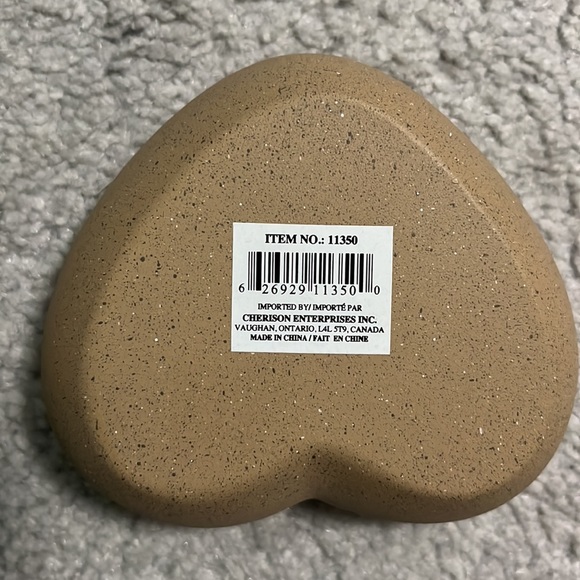 ITEM NO.: 11350
6 26929 11350 0
IMPORTED BY/ IMPORTÉ PAR
CHERISON ENTERPRISES INC.
VAUGHAN, ONTARIO, L4L 5T9, CANADA
MADE IN CHINA / FAIT EN CHINE